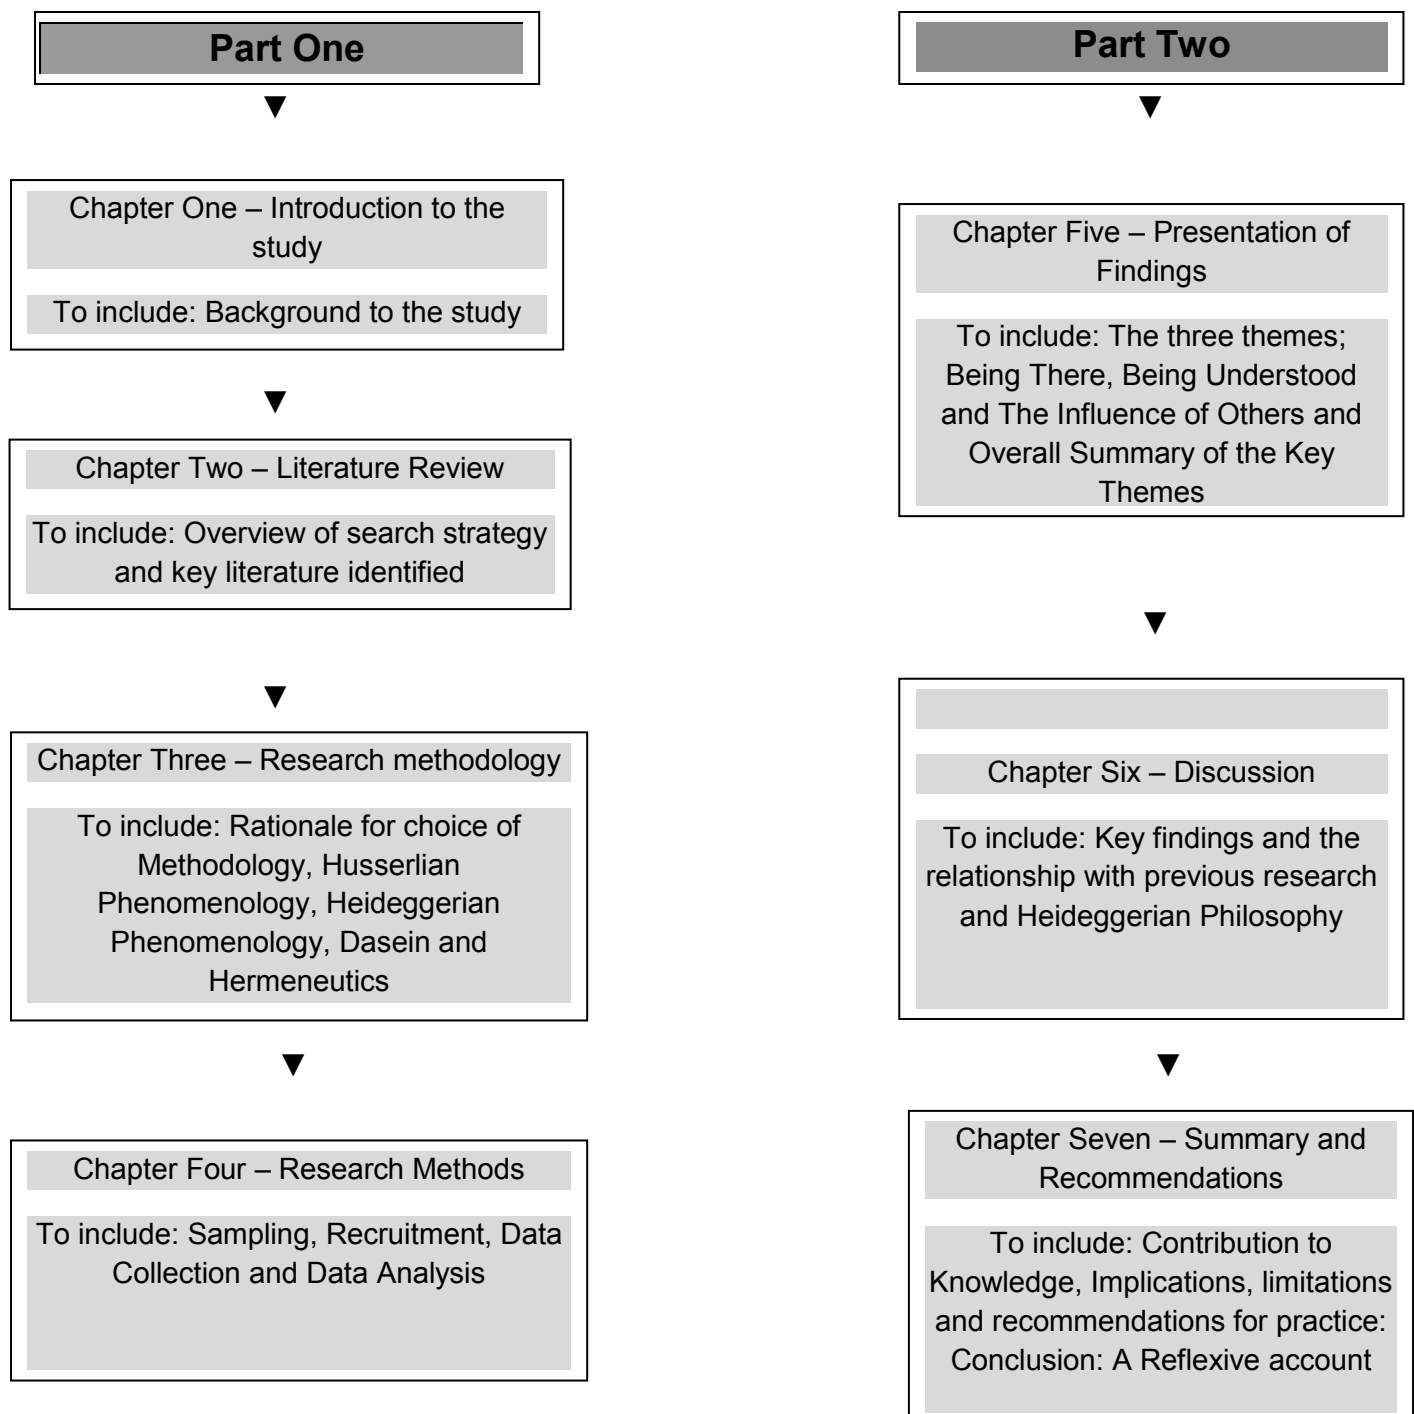 Part One
Chapter One – Introduction to the
study
To include: Background to the study
Chapter Two – Literature Review
To include: Overview of search strategy
and key literature identified
Chapter Three – Research methodology
To include: Rationale for choice of
Methodology, Husserlian
Phenomenology, Heideggerian
Phenomenology, Dasein and
Hermeneutics
Chapter Four – Research Methods
To include: Sampling, Recruitment, Data
Collection and Data Analysis
Part Two
Chapter Five – Presentation of
Findings
To include: The three themes;
Being There, Being Understood
and The Influence of Others and
Overall Summary of the Key
Themes
Chapter Six – Discussion
To include: Key findings and the
relationship with previous research
and Heideggerian Philosophy
Chapter Seven – Summary and
Recommendations
To include: Contribution to
Knowledge, Implications, limitations
and recommendations for practice:
Conclusion: A Reflexive account